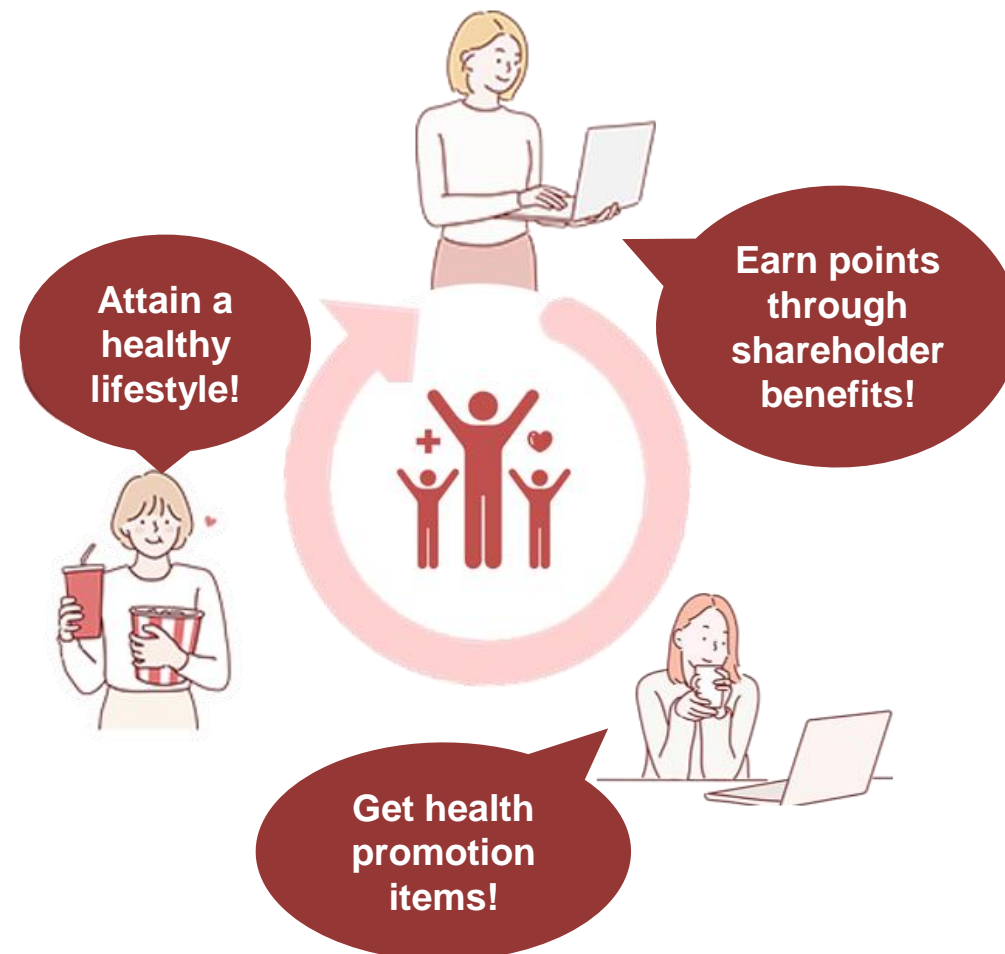 Earn points
through
shareholder
benefits!
Attain a
healthy
lifestyle!
Get health
promotion
items!